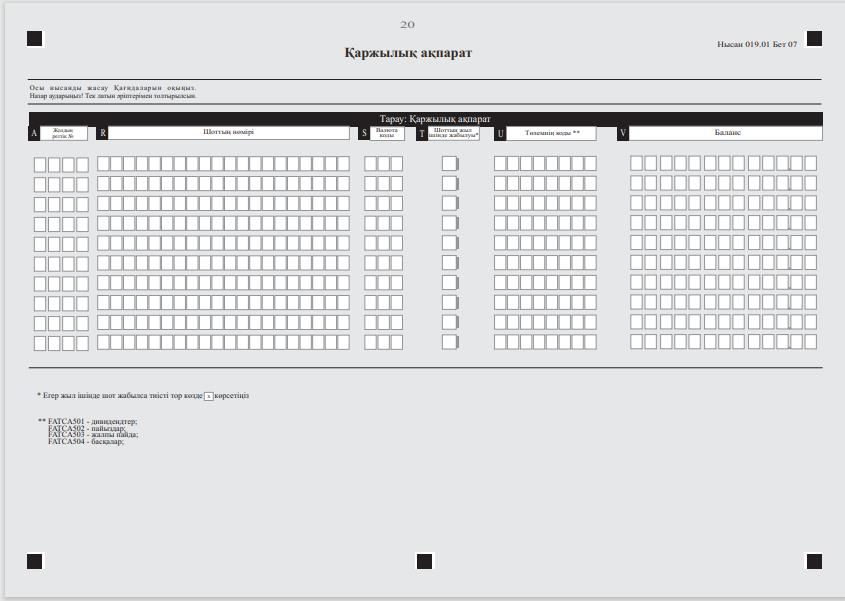 20
Нысан 019.01 Бет 07
Қаржылық ақпарат
Осы нысанды жасау Қағидаларын оқыңыз.
Назар аударыңыз! Тек латын әріптерімен толтырылсын.
Тарау: Қаржылық ақпарат
A Жолдың реттік №
R Шоттың нөмірі
S Валюта коды
T Шоттың жыл ішінде жабылуы*
U Төлемнің коды **
V Баланс
* Егер жыл ішінде шот жабылса тиісті тор көзде x көрсетіңіз
** FATCA501 - дивидендтер;
FATCA502 - пайыздар;
FATCA503 - жалпы пайда;
FATCA504 - басқалар;